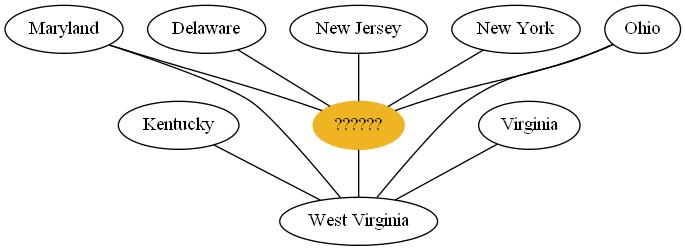 Maryland
Delaware
New Jersey
New York
Ohio
Kentucky
??????
Virginia
West Virginia